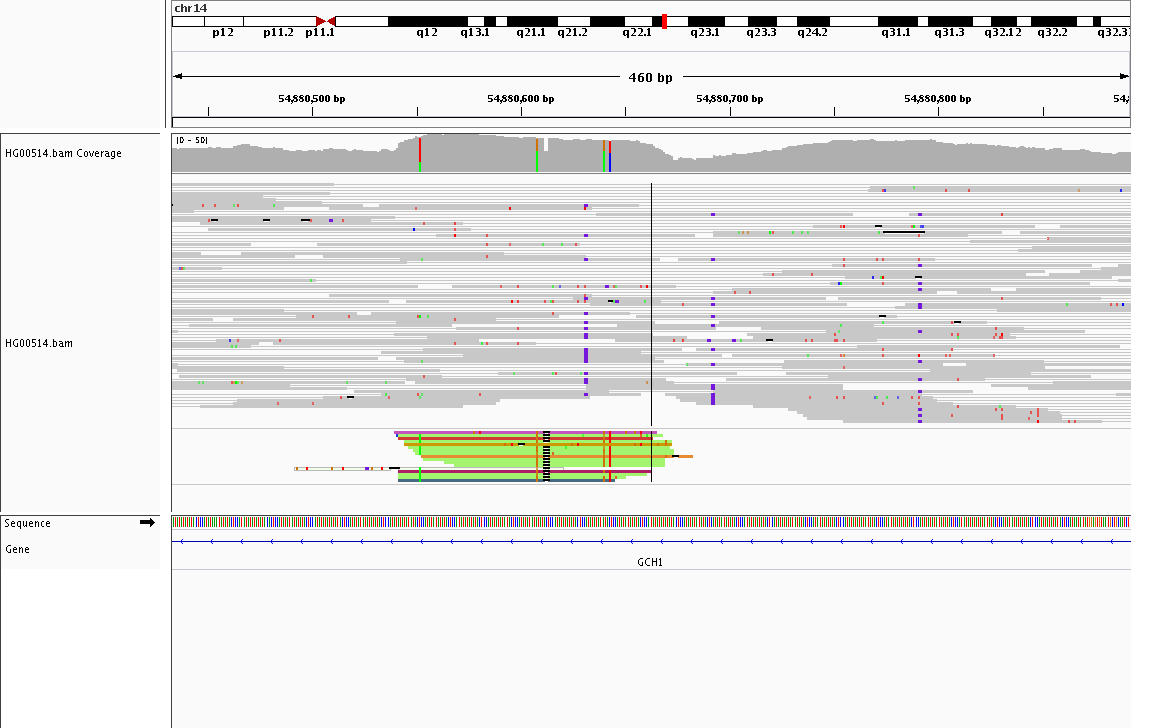 chr14
p12 p11.2 p11.1 q12 q13.1 q21.1 q21.2 q22.1 q23.1 q23.3 q24.2 q31.1 q31.3 q32.12 q32.2 q32.31
460 bp
54,880,500 bp 54,880,600 bp 54,880,700 bp 54,880,800 bp 54,8
HG00514.bam Coverage
[0 - 50]
HG00514.bam
Sequence
Gene
GCH1